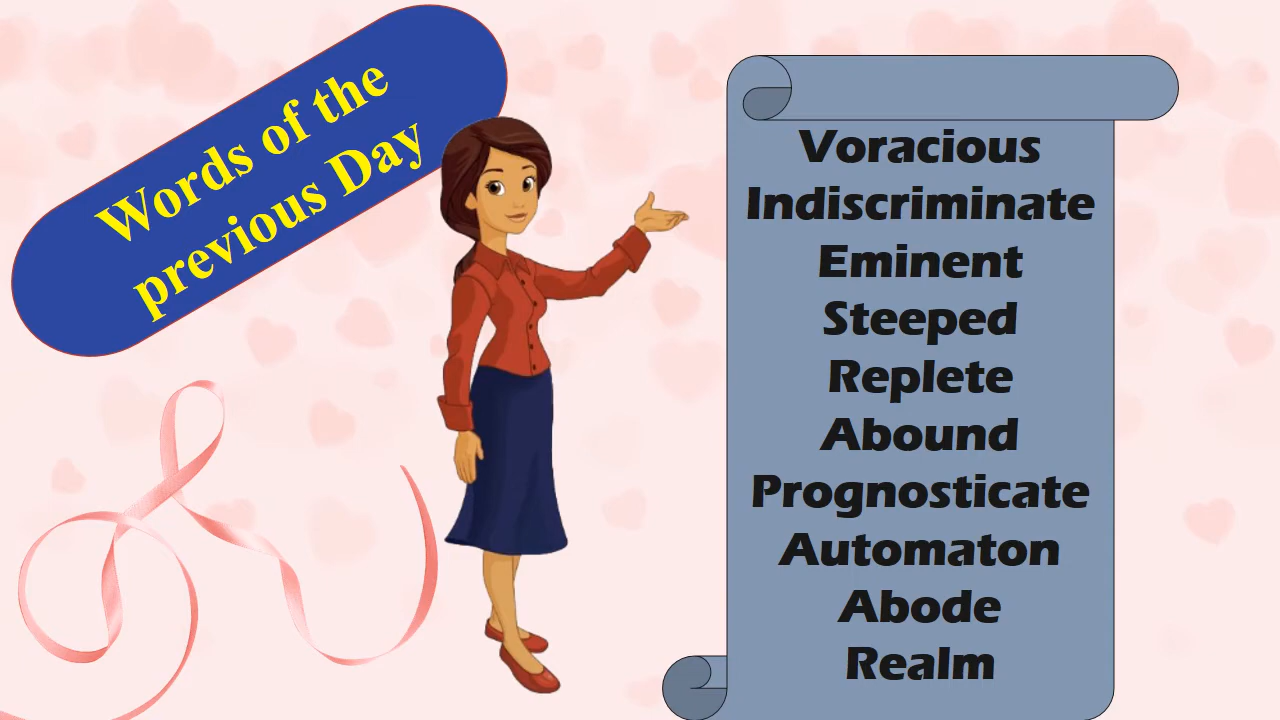 Words of the
previous Day
Voracious
Indiscriminate
Eminent
Steeped
Replete
Abound
Prognosticate
Automaton
Abode
Realm